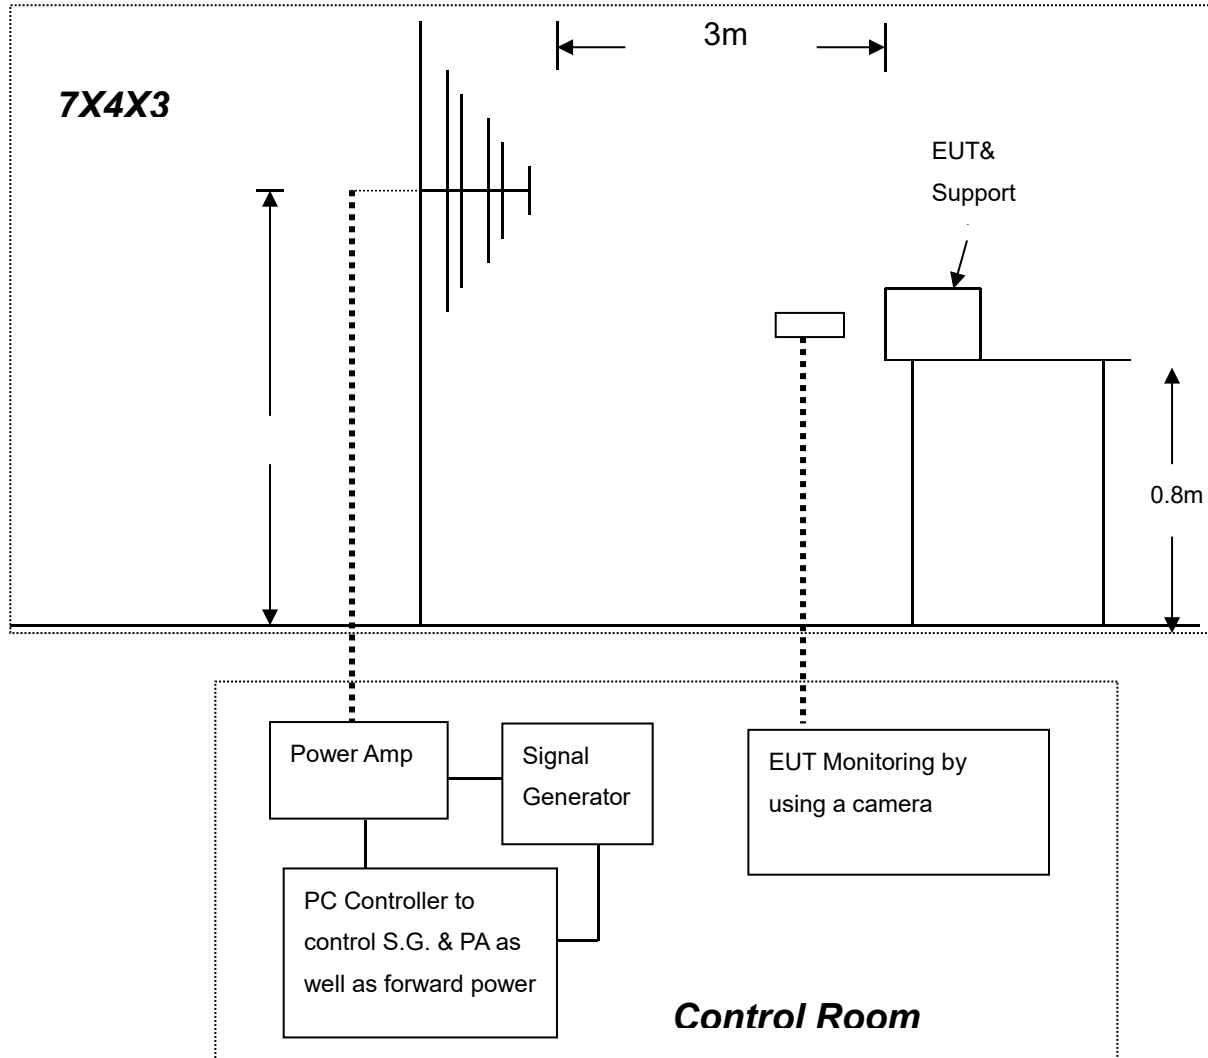 3m
7X4X3
EUT&
Support
0.8m
Power Amp
Signal
Generator
EUT Monitoring by
using a camera
PC Controller to
control S.G. & PA as
well as forward power
Control Room